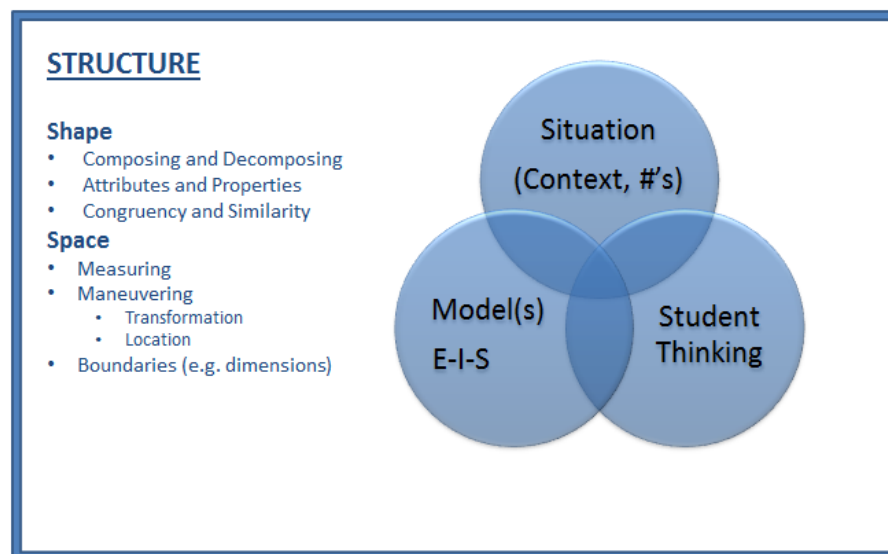 STRUCTURE
Shape
• Composing and Decomposing
• Attributes and Properties
• Congruency and Similarity
Space
• Measuring
• Maneuvering
• Transformation
• Location
• Boundaries (e.g. dimensions)
Situation
(Context, #'s)
Model(s)
E-I-S
Student
Thinking